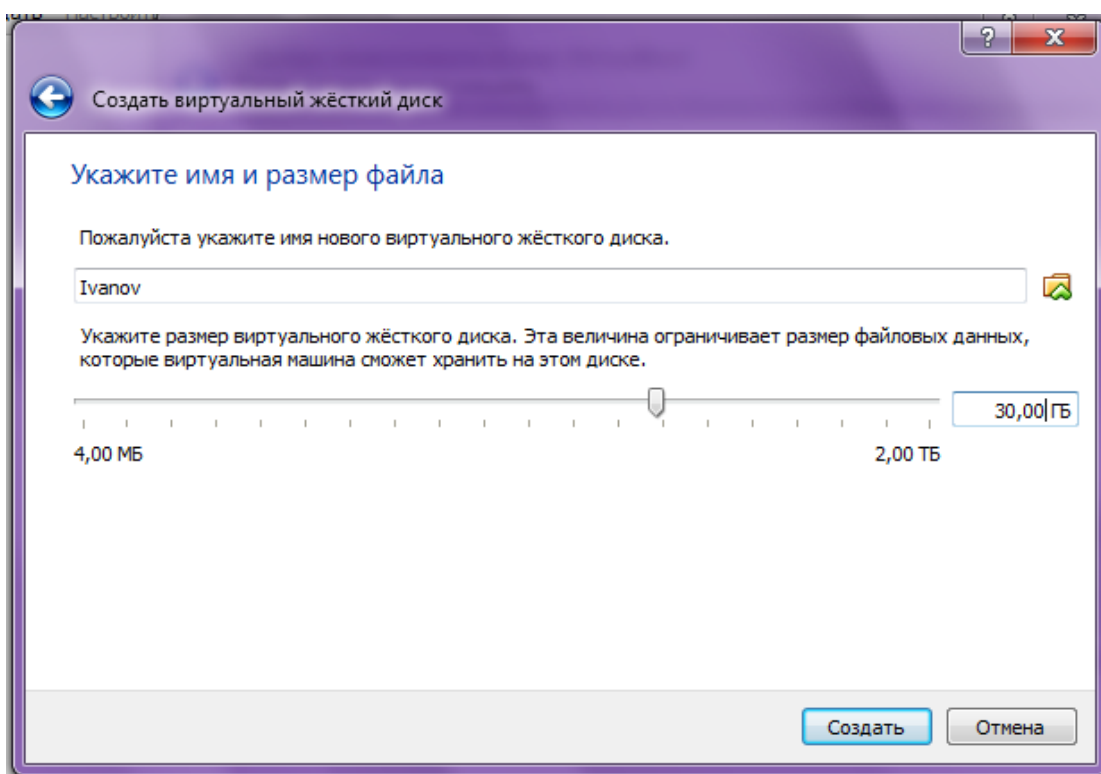 Создать виртуальный жёсткий диск
Укажите имя и размер файла
Пожалуйста укажите имя нового виртуального жёсткого диска.
Ivanov
Укажите размер виртуального жёсткого диска. Эта величина ограничивает размер файловых данных,
которые виртуальная машина сможет хранить на этом диске.
30,00 ГБ
4,00 МБ 2,00 ТБ
Создать Отмена